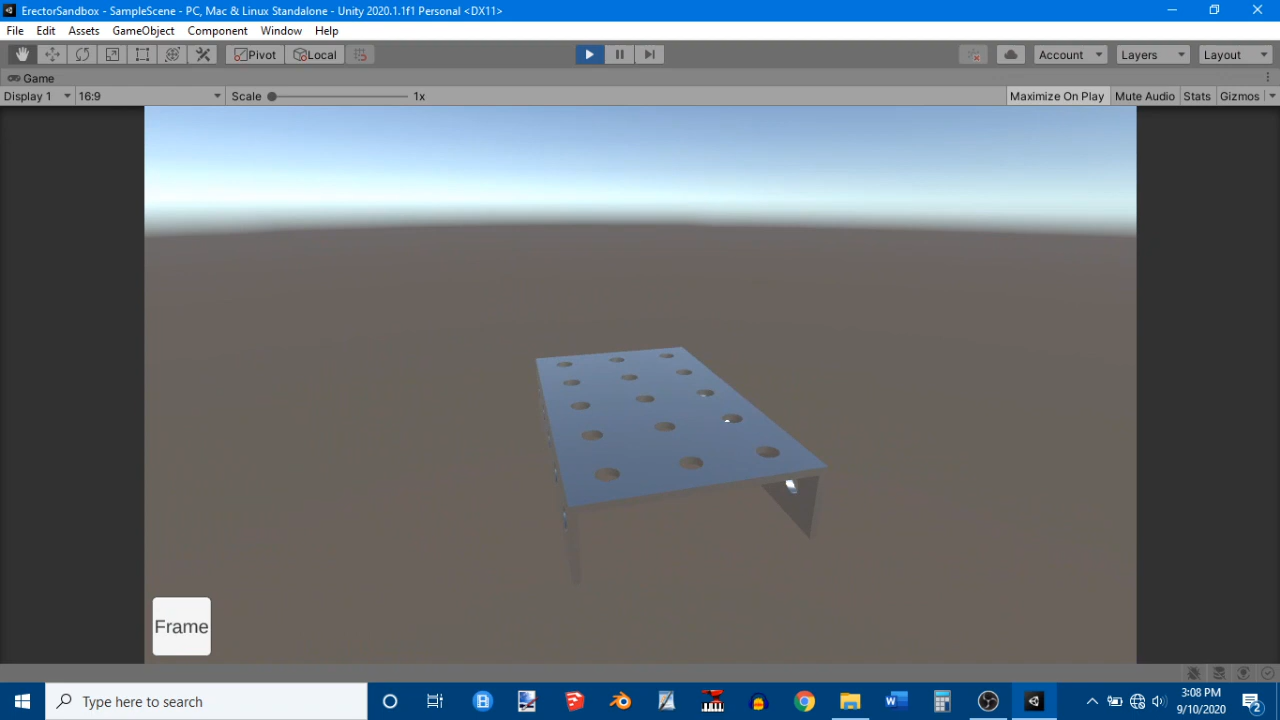 ErectorSandbox - SampleScene - PC, Mac & Linux Standalone - Unity 2020.1.1f1 Personal <DX11>
File Edit Assets GameObject Component Window Help
Pivot Local Account Layers Layout
Game
Display 1 16:9 Scale 1x Maximize On Play Mute Audio Stats Gizmos
Frame
Type here to search
3:08 PM
9/10/2020
2